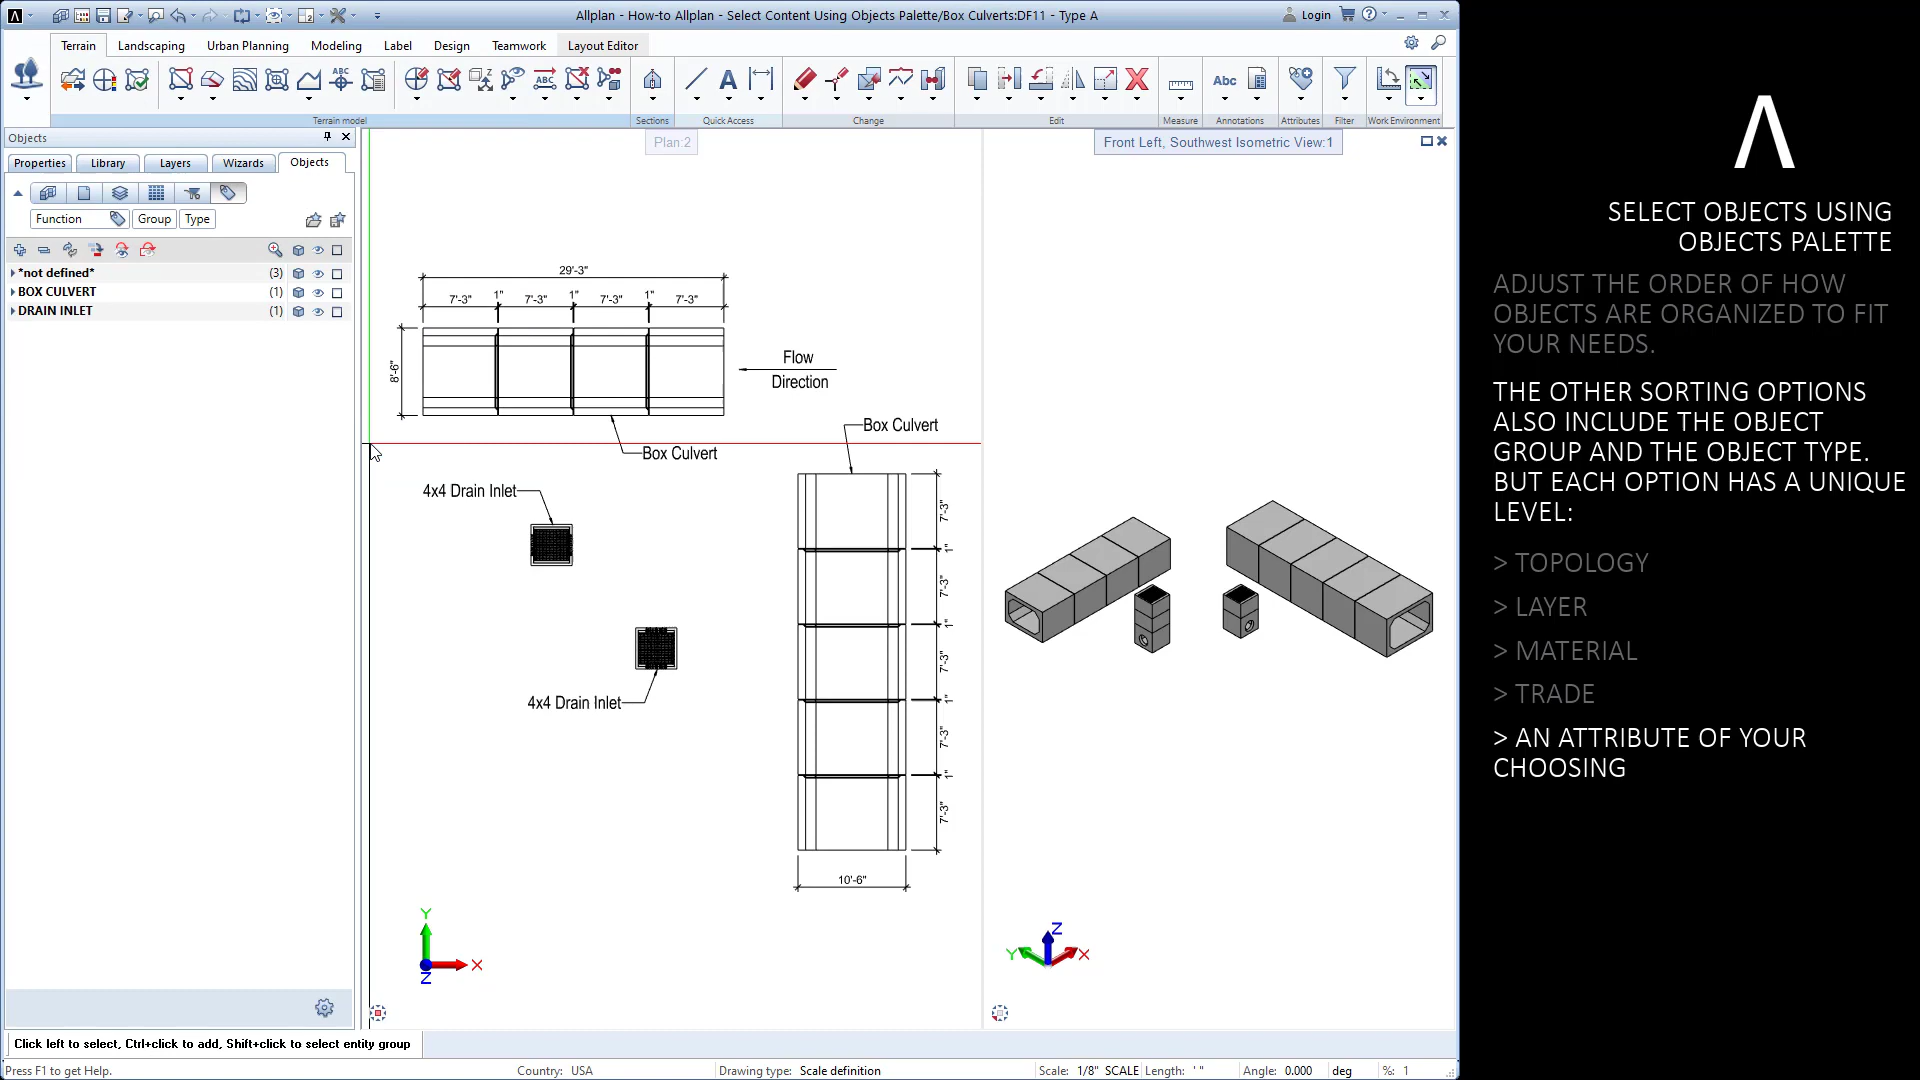 Allplan - How-to Allplan - Select Content Using Objects Palette/Box Culverts:DF11 - Type A
Login
Terrain
Landscaping
Urban Planning
Modeling
Label
Design
Teamwork
Layout Editor
Terrain model
Sections
Quick Access
Change
Edit
Measure
Annotations
Attributes
Filter
Work Environment
ABC
ABC
A
Abc
Objects
Properties
Library
Layers
Wizards
Objects
Function
Group
Type
*not defined* (3)
BOX CULVERT (1)
DRAIN INLET (1)
Plan:2
Front Left, Southwest Isometric View:1
29'-3"
7'-3" 1" 7'-3" 1" 7'-3" 1" 7'-3"
8'-6"
Flow
Direction
Box Culvert
Box Culvert
4x4 Drain Inlet
4x4 Drain Inlet
7'-3"
1"
7'-3"
1"
7'-3"
1"
7'-3"
1"
7'-3"
10'-6"
Y
X
Z
Z
Y
X
SELECT OBJECTS USING
OBJECTS PALETTE
ADJUST THE ORDER OF HOW
OBJECTS ARE ORGANIZED TO FIT
YOUR NEEDS.
THE OTHER SORTING OPTIONS
ALSO INCLUDE THE OBJECT
GROUP AND THE OBJECT TYPE.
BUT EACH OPTION HAS A UNIQUE
LEVEL:
> TOPOLOGY
> LAYER
> MATERIAL
> TRADE
> AN ATTRIBUTE OF YOUR
CHOOSING
Click left to select, Ctrl+click to add, Shift+click to select entity group
Press F1 to get Help.
Country: USA
Drawing type: Scale definition
Scale: 1/8" SCALE
Length: ' "
Angle: 0.000
deg
%: 1